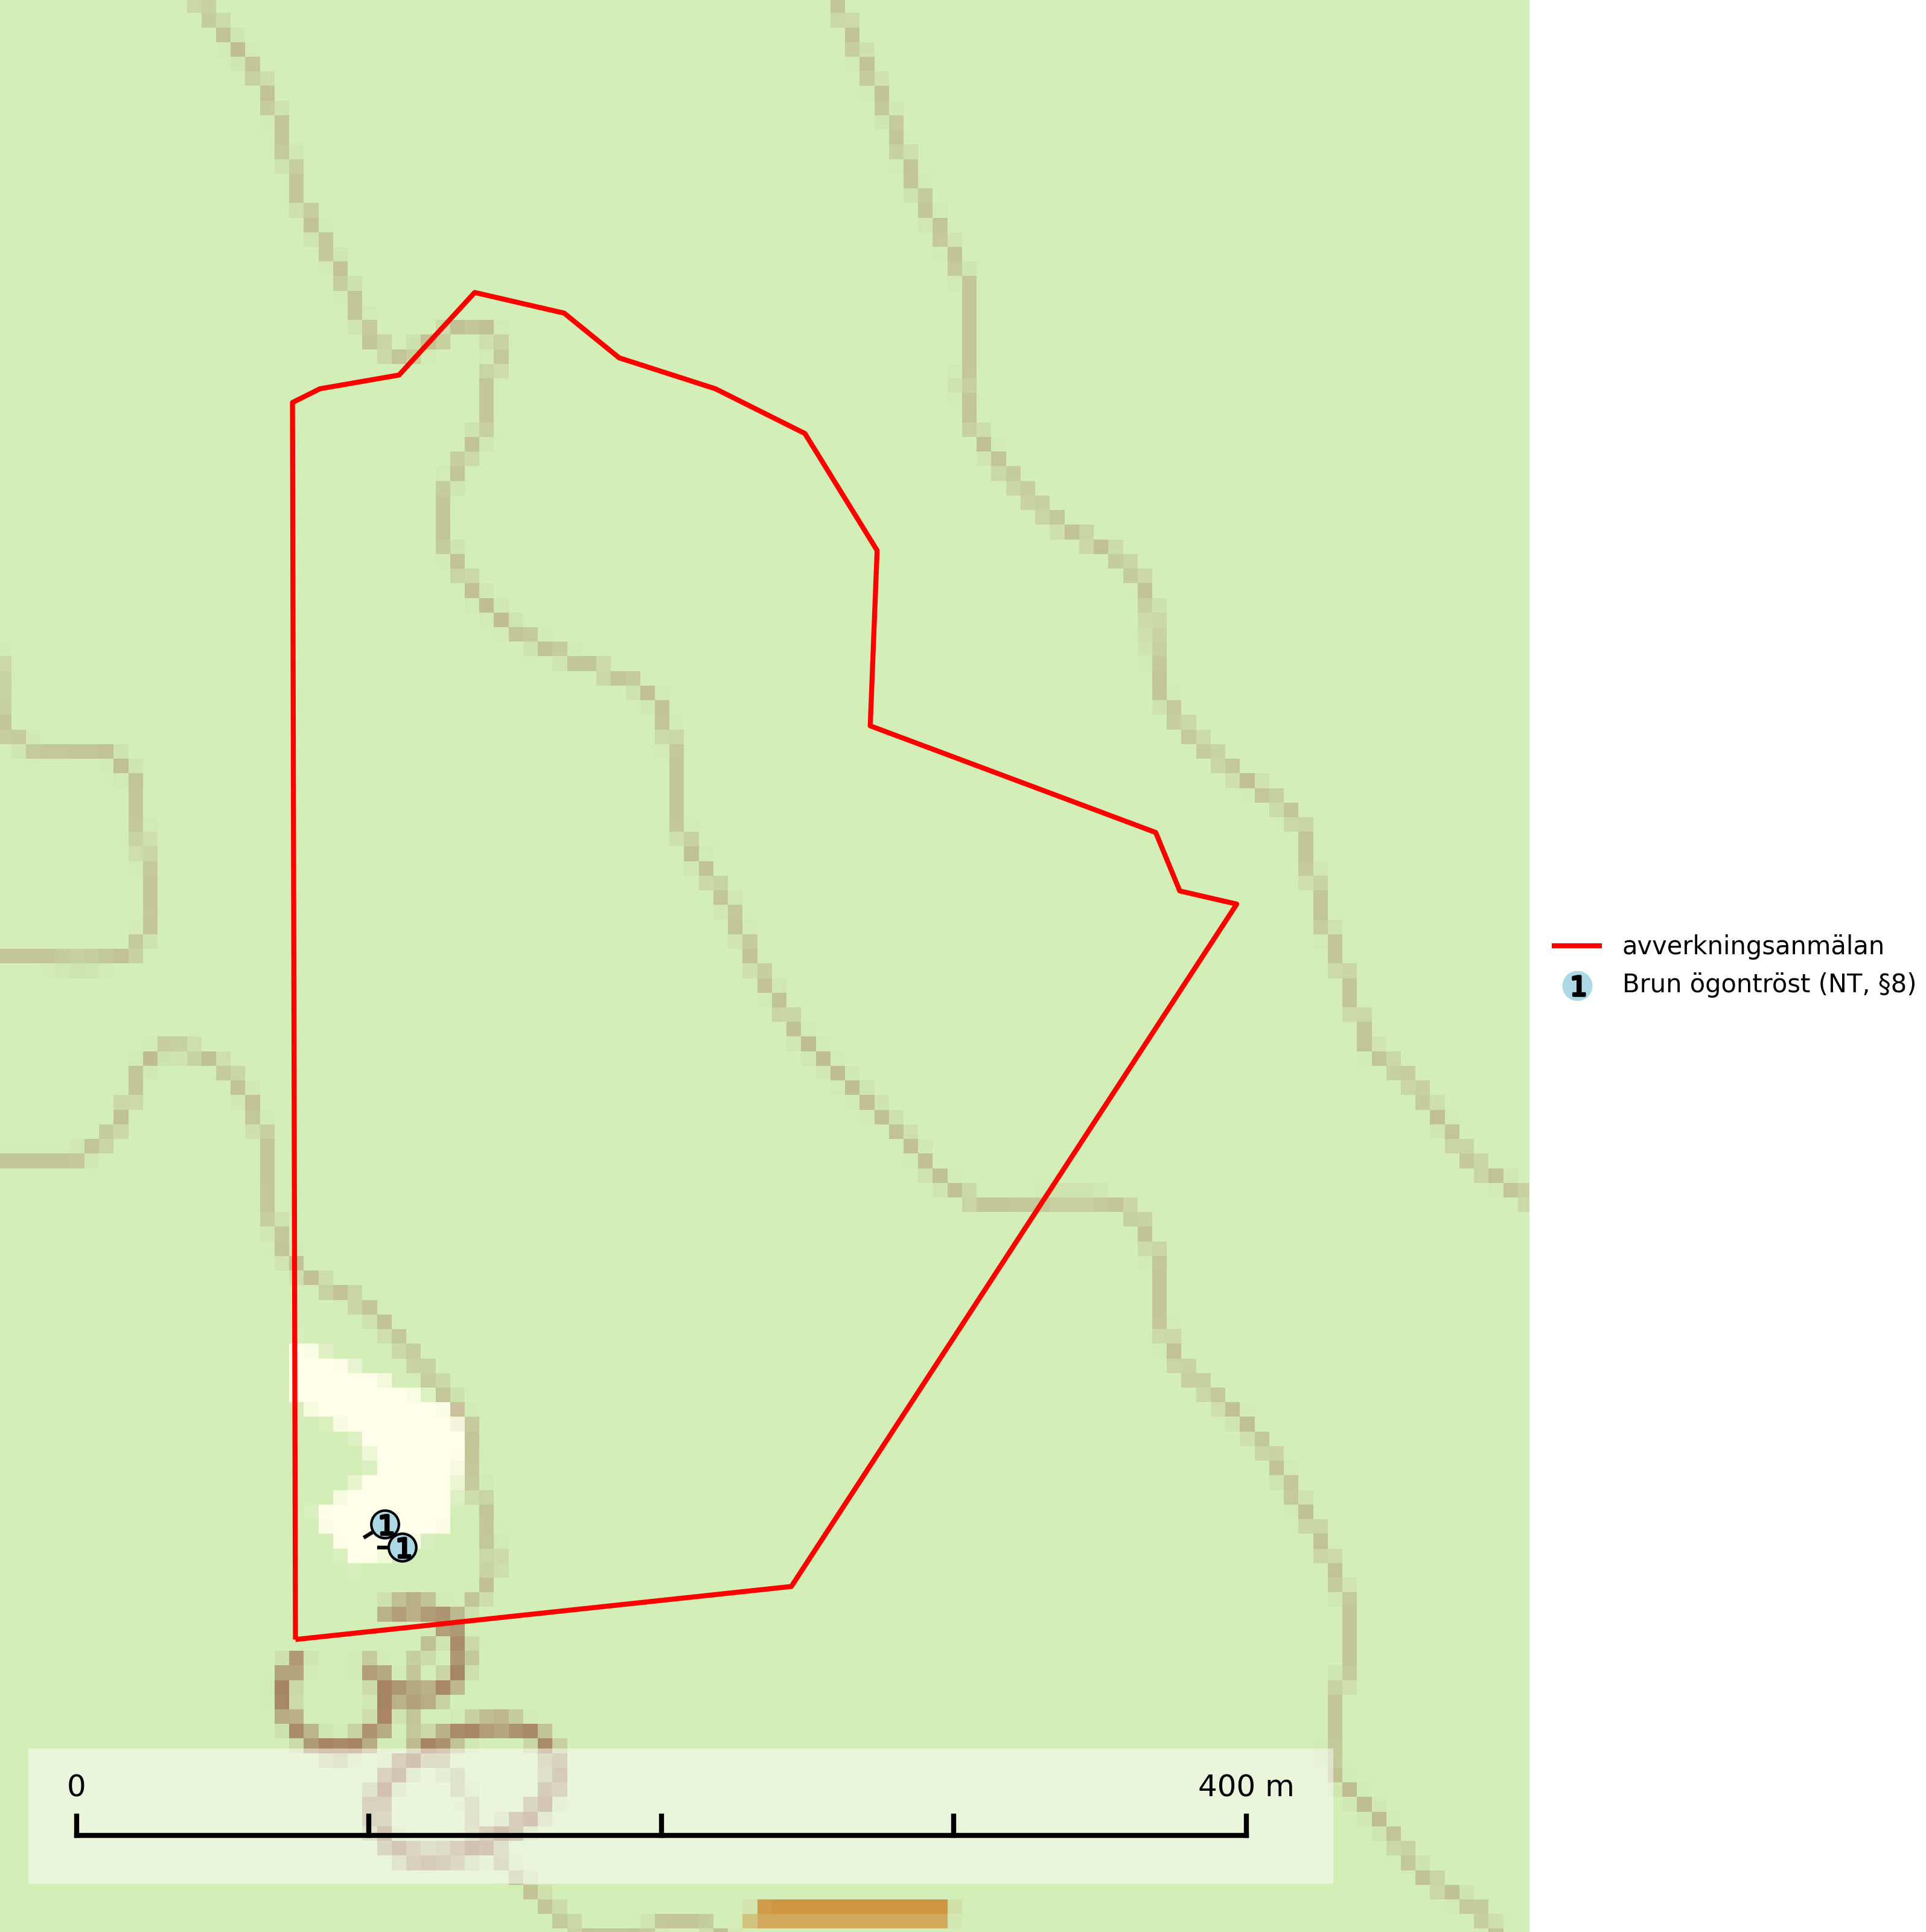 avverkningsanmälan
1 Brun ögontröst (NT, §8)
1
1
0 400 m